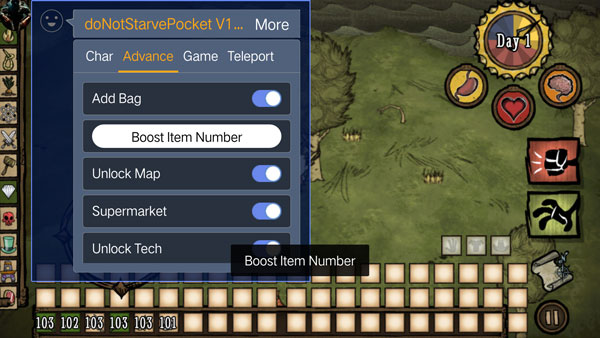 doNotStarvePocket V1... More
Char Advance Game Teleport
Day 1
Add Bag
Boost Item Number
Unlock Map
Supermarket
Unlock Tech
Boost Item Number
103 102 103 103 103 101